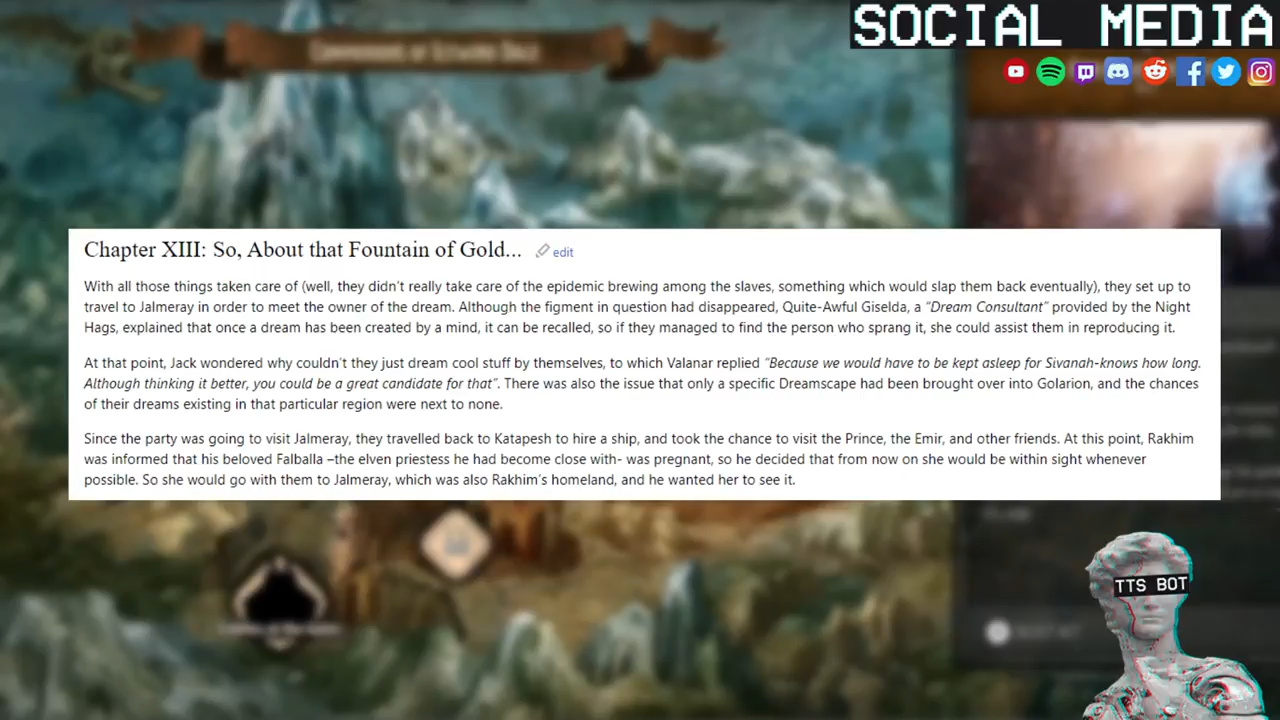 SOCIAL MEDIA
Chapter XIII: So, About that Fountain of Gold... edit
With all those things taken care of (well, they didn't really take care of the epidemic brewing among the slaves, something which would slap them back eventually), they set up to
travel to Jalmeray in order to meet the owner of the dream. Although the figment in question had disappeared, Quite-Awful Giselda, a “Dream Consultant” provided by the Night
Hags, explained that once a dream has been created by a mind, it can be recalled, so if they managed to find the person who sprang it, she could assist them in reproducing it.
At that point, Jack wondered why couldn't they just dream cool stuff by themselves, to which Valanar replied “Because we would have to be kept asleep for Sivanah-knows how long.
Although thinking it better, you could be a great candidate for that”. There was also the issue that only a specific Dreamscape had been brought over into Golarion, and the chances
of their dreams existing in that particular region were next to none.
Since the party was going to visit Jalmeray, they travelled back to Katapesh to hire a ship, and took the chance to visit the Prince, the Emir, and other friends. At this point, Rakhim
was informed that his beloved Falballa –the elven priestess he had become close with- was pregnant, so he decided that from now on she would be within sight whenever
possible. So she would go with them to Jalmeray, which was also Rakhim's homeland, and he wanted her to see it.
TTS BOT